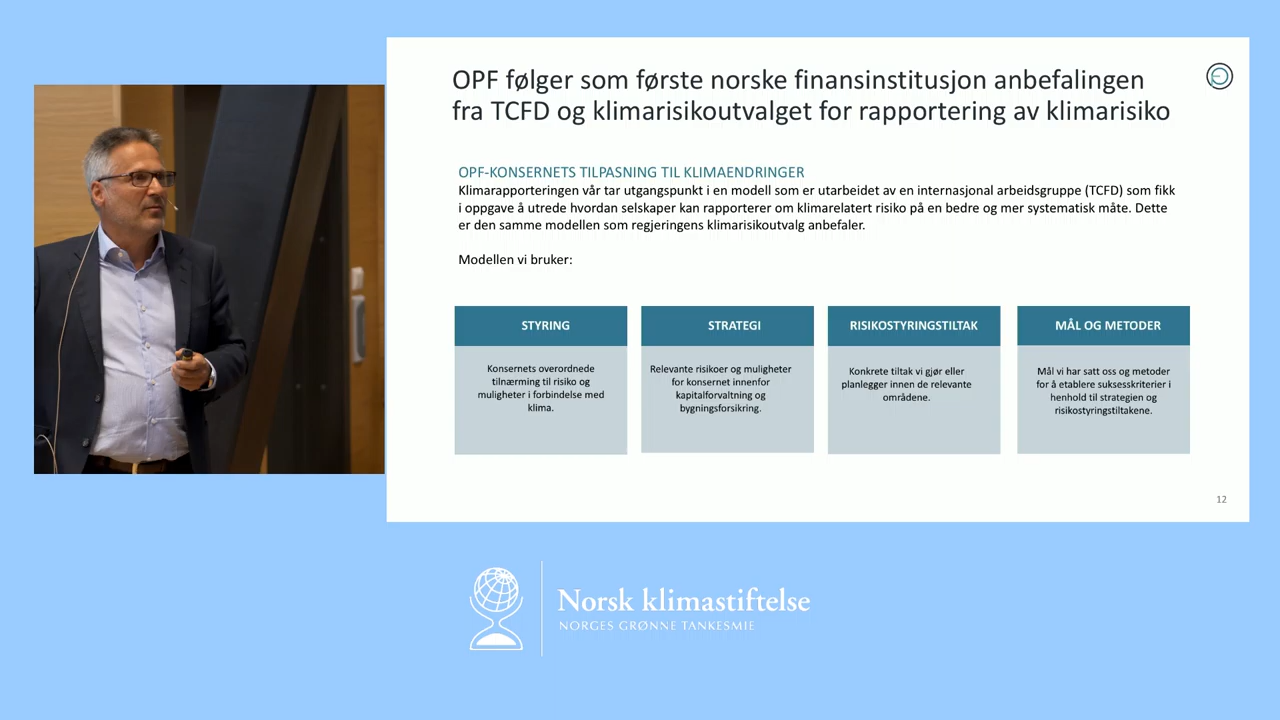 OPF følger som første norske finansinstitusjon anbefalingen
fra TCFD og klimarisikoutvalget for rapportering av klimarisiko
OPF-KONSERNETS TILPASNING TIL KLIMAENDRINGER
Klimarapporteringen vår tar utgangspunkt i en modell som er utarbeidet av en internasjonal arbeidsgruppe (TCFD) som fikk
i oppgave å utrede hvordan selskaper kan rapporterer om klimarelatert risiko på en bedre og mer systematisk måte. Dette
er den samme modellen som regjeringens klimarisikoutvalg anbefaler.
Modellen vi bruker:
STYRING
Konsernets overordnede
tilnærming til risiko og
muligheter i forbindelse med
klima.
STRATEGI
Relevante risikoer og muligheter
for konsernet innenfor
kapitalforvaltning og
bygningsforsikring.
RISIKOSTYRINGSTILTAK
Konkrete tiltak vi gjør eller
planlegger innen de relevante
områdene.
MÅL OG METODER
Mål vi har satt oss og metoder
for å etablere suksesskriterier i
henhold til strategien og
risikostyringstiltakene.
12
Norsk klimastiftelse
NORGES GRØNNE TANKESMIE